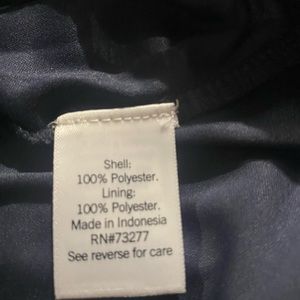 Shell:
100% Polyester.
Lining:
100% Polyester.
Made in Indonesia
RN#73277
See reverse for care